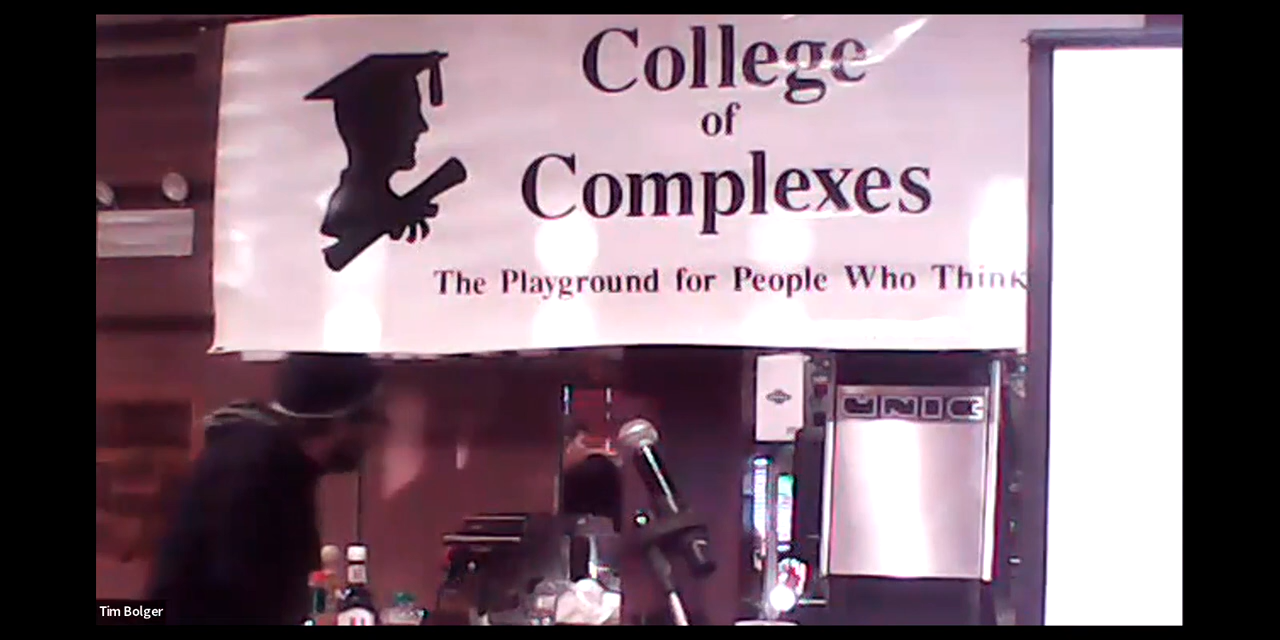 College
of
Complexes
The Playground for People Who Think
UNIC
Tim Bolger